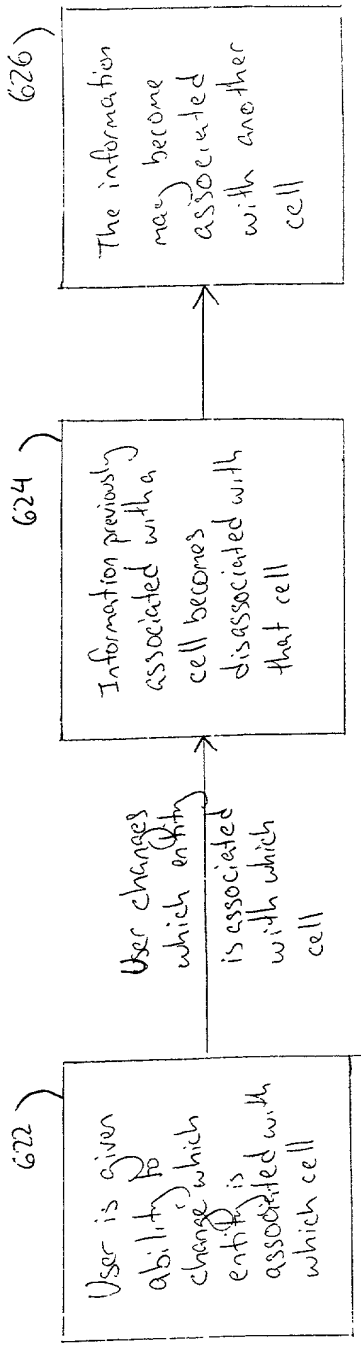 622
User is given
ability to
change which
entity is
associated with
which cell
User changes
which entity
is associated
with which
cell
624
Information previously
associated with a
cell becomes
disassociated with
that cell
626
The information
may become
associated
with another
cell